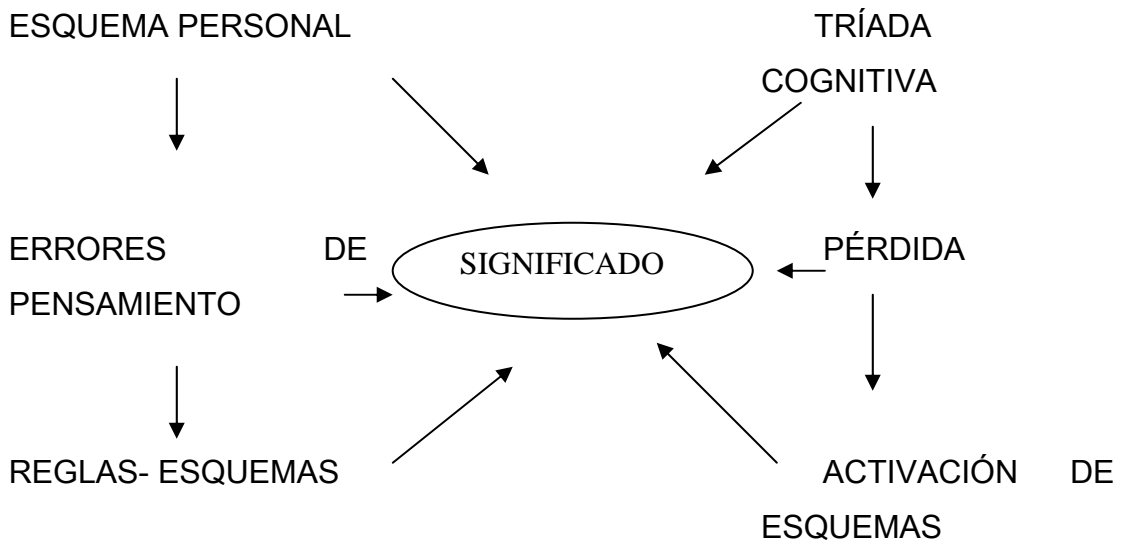 ESQUEMA PERSONAL
TRÍADA
COGNITIVA
ERRORES DE
PENSAMIENTO
SIGNIFICADO
PÉRDIDA
REGLAS- ESQUEMAS
ACTIVACIÓN DE
ESQUEMAS